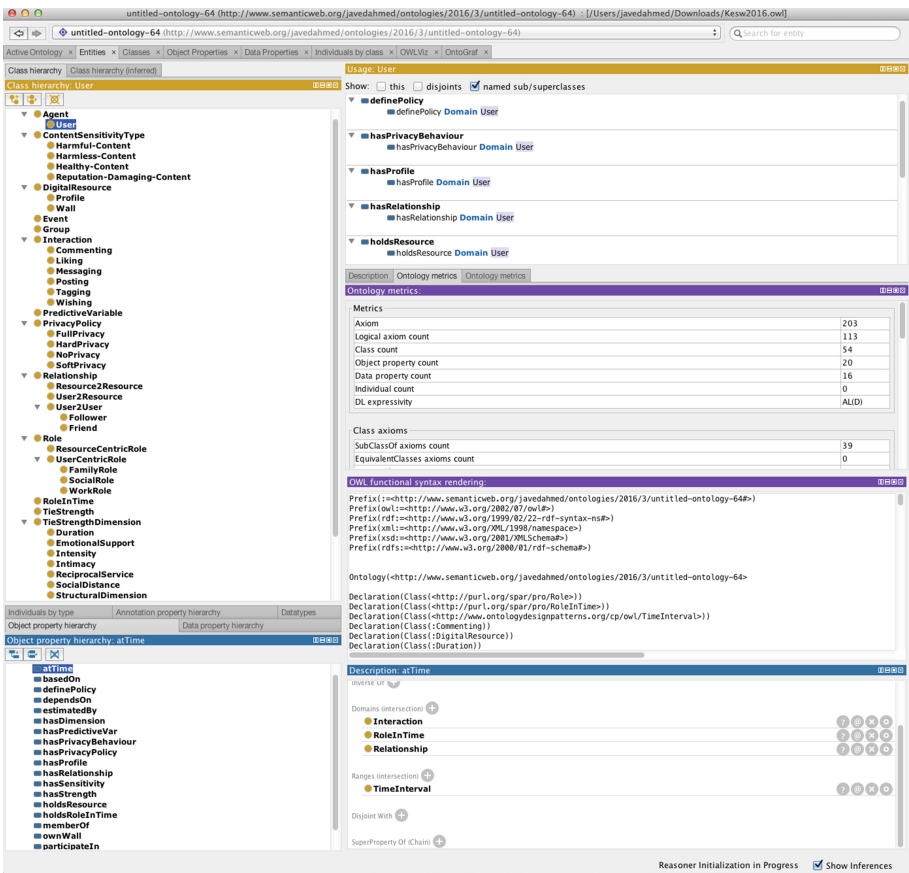 untitled-ontology-64 (http://www.semanticweb.org/javedahmed/ontologies/2016/3/untitled-ontology-64) : [/Users/javedahmed/Downloads/Kesw2016.owl]
untitled-ontology-64 (http://www.semanticweb.org/javedahmed/ontologies/2016/3/untitled-ontology-64)
Search for entity
Active Ontology × Entities × Classes × Object Properties × Data Properties × Individuals by class × OWLViz × OntoGraf ×
Class hierarchy Class hierarchy (inferred)
Class hierarchy: User
Agent
User
ContentSensitivityType
Harmful-Content
Harmless-Content
Healthy-Content
Reputation-Damaging-Content
DigitalResource
Profile
Wall
Event
Group
Interaction
Commenting
Liking
Messaging
Posting
Tagging
Wishing
PredictiveVariable
PrivacyPolicy
FullPrivacy
HardPrivacy
NoPrivacy
SoftPrivacy
Relationship
Resource2Resource
User2Resource
User2User
Follower
Friend
Role
ResourceCentricRole
UserCentricRole
FamilyRole
SocialRole
WorkRole
RoleInTime
TieStrength
TieStrengthDimension
Duration
EmotionalSupport
Intensity
Intimacy
ReciprocalService
SocialDistance
StructuralDimension
Individuals by type Annotation property hierarchy Datatypes
Object property hierarchy Data property hierarchy
Object property hierarchy: atTime
atTime
basedOn
definePolicy
dependsOn
estimatedBy
hasDimension
hasPredictiveVar
hasPrivacyBehaviour
hasPrivacyPolicy
hasProfile
hasRelationship
hasSensitivity
hasStrength
holdsResource
holdsRoleInTime
memberOf
ownWall
participateIn
Usage: User
Show: this disjoints named sub/superclasses
definePolicy
definePolicy Domain User
hasPrivacyBehaviour
hasPrivacyBehaviour Domain User
hasProfile
hasProfile Domain User
hasRelationship
hasRelationship Domain User
holdsResource
holdsResource Domain User
Description Ontology metrics Ontology metrics
Ontology metrics:
Metrics
Axiom 203
Logical axiom count 113
Class count 54
Object property count 20
Data property count 16
Individual count 0
DL expressivity AL(D)
Class axioms
SubClassOf axioms count 39
EquivalentClasses axioms count 0
OWL functional syntax rendering:
Prefix(:=<http://www.semanticweb.org/javedahmed/ontologies/2016/3/untitled-ontology-64#>)
Prefix(owl:=<http://www.w3.org/2002/07/owl#>)
Prefix(rdf:=<http://www.w3.org/1999/02/22-rdf-syntax-ns#>)
Prefix(xml:=<http://www.w3.org/XML/1998/namespace>)
Prefix(xsd:=<http://www.w3.org/2001/XMLSchema#>)
Prefix(rdfs:=<http://www.w3.org/2000/01/rdf-schema#>)
Ontology(<http://www.semanticweb.org/javedahmed/ontologies/2016/3/untitled-ontology-64>
Declaration(Class(<http://purl.org/spar/pro/Role>))
Declaration(Class(<http://purl.org/spar/pro/RoleInTime>))
Declaration(Class(<http://www.ontologydesignpatterns.org/cp/owl/TimeInterval>))
Declaration(Class(:Commenting))
Declaration(Class(:DigitalResource))
Declaration(Class(:Duration))
Description: atTime
Inverse Of
Domains (intersection)
Interaction
RoleInTime
Relationship
Ranges (intersection)
TimeInterval
Disjoint With
SuperProperty Of (Chain)
Reasoner Initialization in Progress Show Inferences